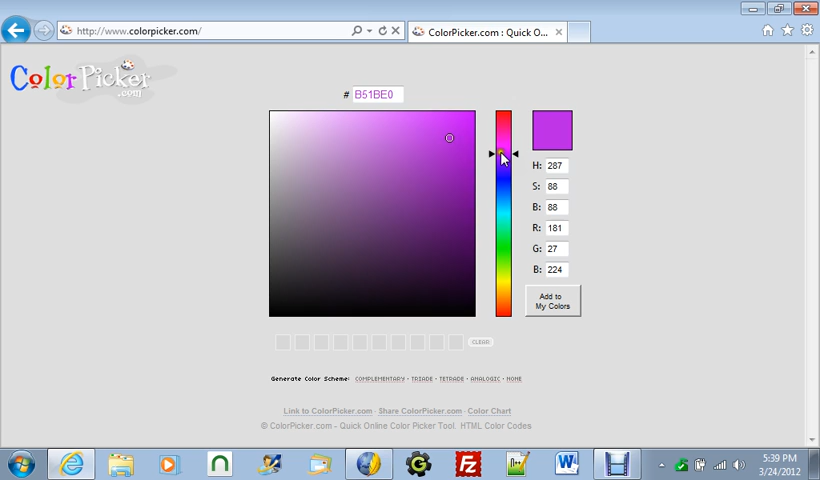 http://www.colorpicker.com/
ColorPicker.com : Quick O...
Color Picker
.com
# B51BE0
H: 287
S: 88
B: 88
R: 181
G: 27
B: 224
Add to
My Colors
CLEAR
Generate Color Scheme: COMPLEMENTARY · TRIADE · TETRADE · ANALOGIC · NONE
Link to ColorPicker.com · Share ColorPicker.com · Color Chart
© ColorPicker.com - Quick Online Color Picker Tool. HTML Color Codes
5:39 PM
3/24/2012